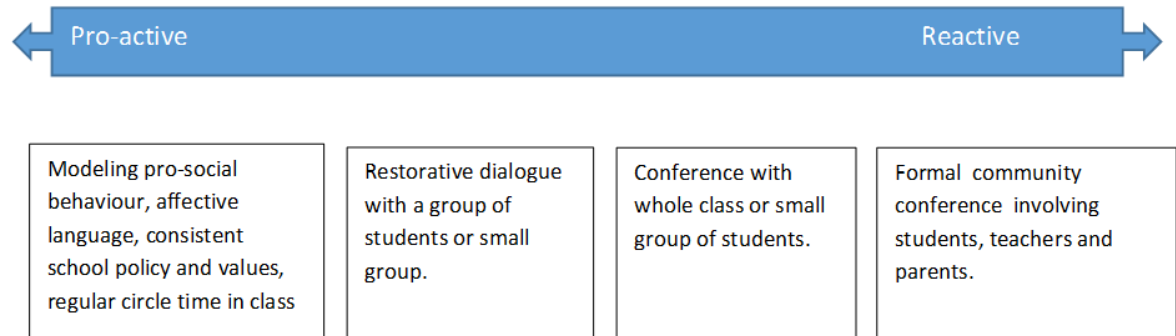 Pro-active
Reactive
Modeling pro-social
behaviour, affective
language, consistent
school policy and values,
regular circle time in class
Restorative dialogue
with a group of
students or small
group.
Conference with
whole class or small
group of students.
Formal community
conference involving
students, teachers and
parents.